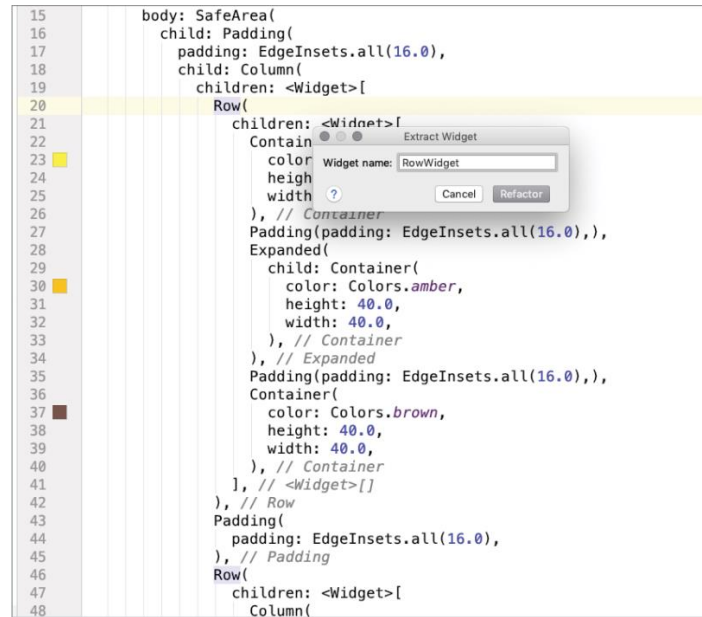 15 body: SafeArea(
16 child: Padding(
17 padding: EdgeInsets.all(16.0),
18 child: Column(
19 children: <Widget>[
20 Row(
21 children: <Widget>[
22 Contain
23 color
24 heigh
25 width
26 ), // Container
Extract Widget
Widget name: RowWidget
? Cancel Refactor
27 Padding(padding: EdgeInsets.all(16.0),),
28 Expanded(
29 child: Container(
30 color: Colors.amber,
31 height: 40.0,
32 width: 40.0,
33 ), // Container
34 ), // Expanded
35 Padding(padding: EdgeInsets.all(16.0),),
36 Container(
37 color: Colors.brown,
38 height: 40.0,
39 width: 40.0,
40 ), // Container
41 ], // <Widget>[]
42 ), // Row
43 Padding(
44 padding: EdgeInsets.all(16.0),
45 ), // Padding
46 Row(
47 children: <Widget>[
48 Column(